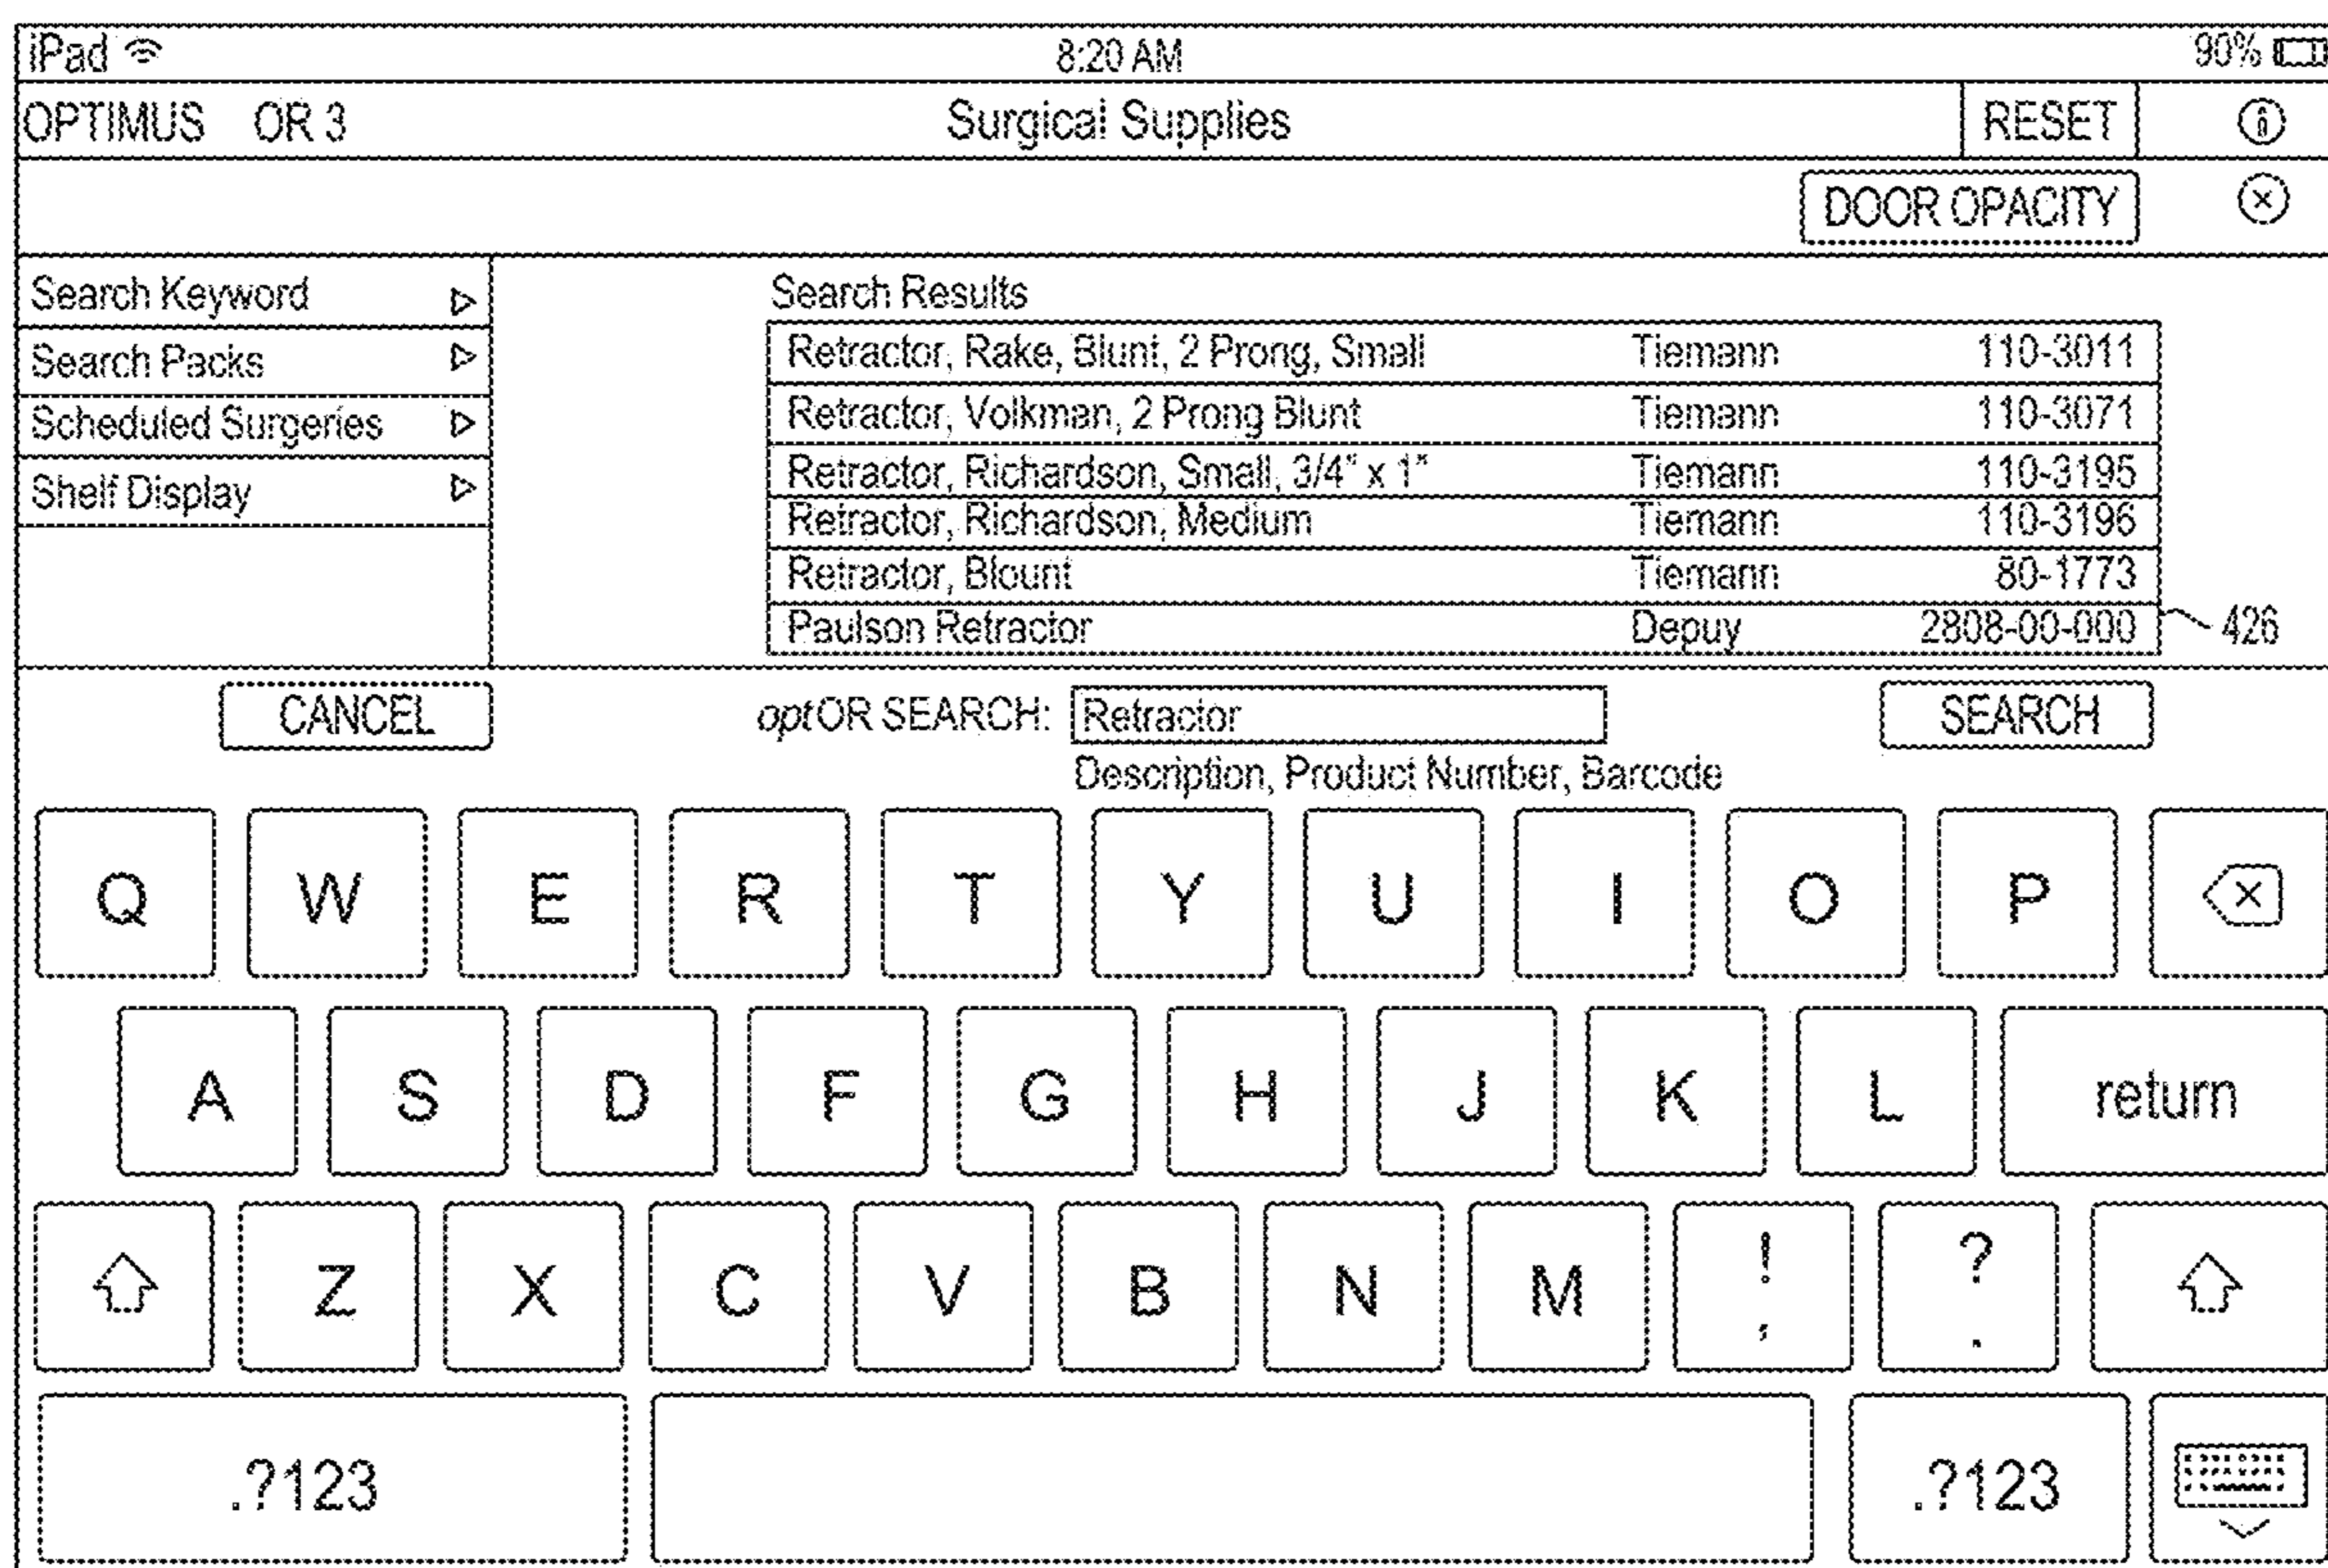 iPad 8:20 AM 90%
OPTIMUS OR 3 Surgical Supplies RESET
DOOR OPACITY
Search Keyword
Search Packs
Scheduled Surgeries
Shelf Display
Search Results
Retractor, Rake, Blunt, 2 Prong, Small Tiemann 110-3011
Retractor, Volkman, 2 Prong Blunt Tiemann 110-3071
Retractor, Richardson, Small, 3/4" x 1" Tiemann 110-3195
Retractor, Richardson, Medium Tiemann 110-3196
Retractor, Blount Tiemann 80-1773
Paulson Retractor Depuy 2808-00-000 426
CANCEL optOR SEARCH: Retractor SEARCH
Description, Product Number, Barcode
Q W E R T Y U I O P
A S D F G H J K L return
Z X C V B N M ! , ? .
.?123 .?123